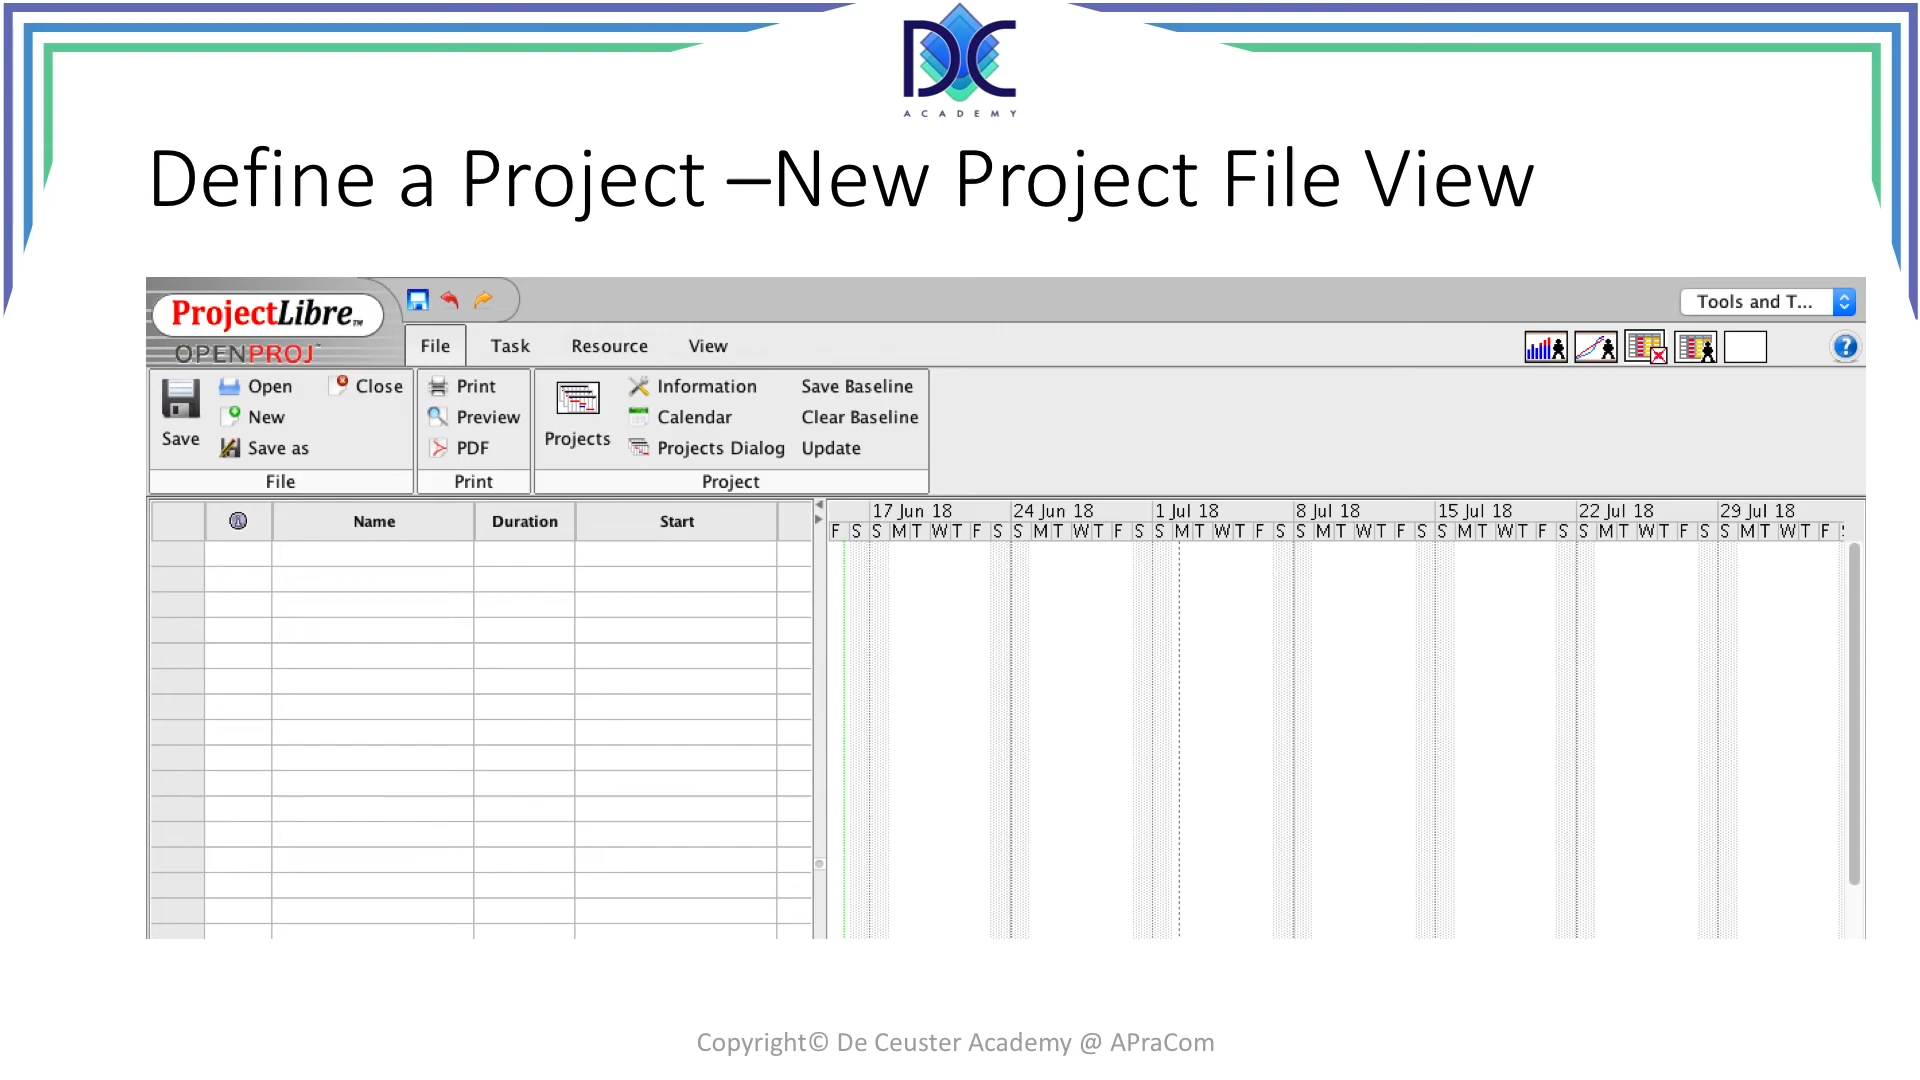 DC
ACADEMY
Define a Project –New Project File View
ProjectLibre™
OPENPROJ
Tools and T...
File Task Resource View
Open Close Print Information Save Baseline
New Preview Calendar Clear Baseline
Save Projects
Save as PDF Projects Dialog Update
File Print Project
17 Jun 18 24 Jun 18 1 Jul 18 8 Jul 18 15 Jul 18 22 Jul 18 29 Jul 18
Name Duration Start
F S S M T W T F S S M T W T F S S M T W T F S S M T W T F S S M T W T F S S M T W T F S S M T W T F
Copyright© De Ceuster Academy @ APraCom